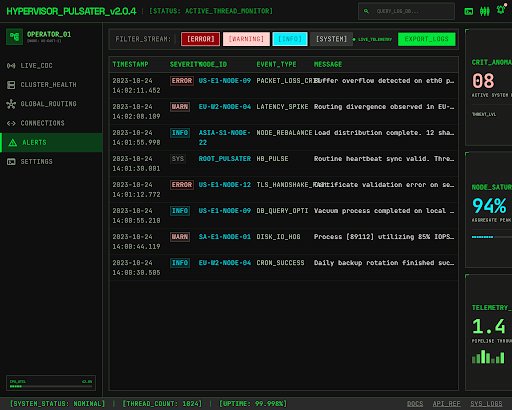 HYPERVISOR_PULSATER_v2.0.4
[STATUS: ACTIVE_THREAD_MONITOR]
QUERY_LOG_DB...
OPERATOR_01
LIVE_COC
CLUSTER_HEALTH
GLOBAL_ROUTING
CONNECTIONS
ALERTS
SETTINGS
FILTER_STREAM:
[ERROR]
[WARNING]
[INFO]
[SYSTEM]
LIVE_TELEMETRY
EXPORT_LOGS
TIMESTAMP SEVERITY NODE_ID EVENT_TYPE MESSAGE
2023-10-24 14:02:11.452 ERROR US-E1-NODE-09 PACKET_LOSS_CRI Buffer overflow detected on eth0 p…
2023-10-24 14:02:08.109 WARN EU-W2-NODE-04 LATENCY_SPIKE Routing divergence observed in EU-…
2023-10-24 14:01:55.998 INFO ASIA-S1-NODE-22 NODE_REBALANCE Load distribution complete. 12 sha…
2023-10-24 14:01:30.001 SYS ROOT_PULSATER HB_PULSE Routine heartbeat sync valid. Thre…
2023-10-24 14:01:12.772 ERROR US-E1-NODE-12 TLS_HANDSHAKE_ Certificate validation error on se…
2023-10-24 14:00:55.210 INFO US-E1-NODE-09 DB_QUERY_OPTI Vacuum process completed on local …
2023-10-24 14:00:44.119 WARN SA-E1-NODE-01 DISK_IO_HOG Process [89112] utilizing 85% IOPS…
2023-10-24 14:00:30.505 INFO EU-W2-NODE-04 CRON_SUCCESS Daily backup rotation finished suc…
CRIT_ANOMA
08
ACTIVE SYSTEM
THREAT_LVL
NODE_SATUR
94%
AGGREGATE PEAK
TELEMETRY_
1.4
PIPELINE THROUG
[SYSTEM_STATUS: NOMINAL] | [THREAD_COUNT: 1024] | [UPTIME: 99.998%]
DOCS API_REF SYS_LOGS